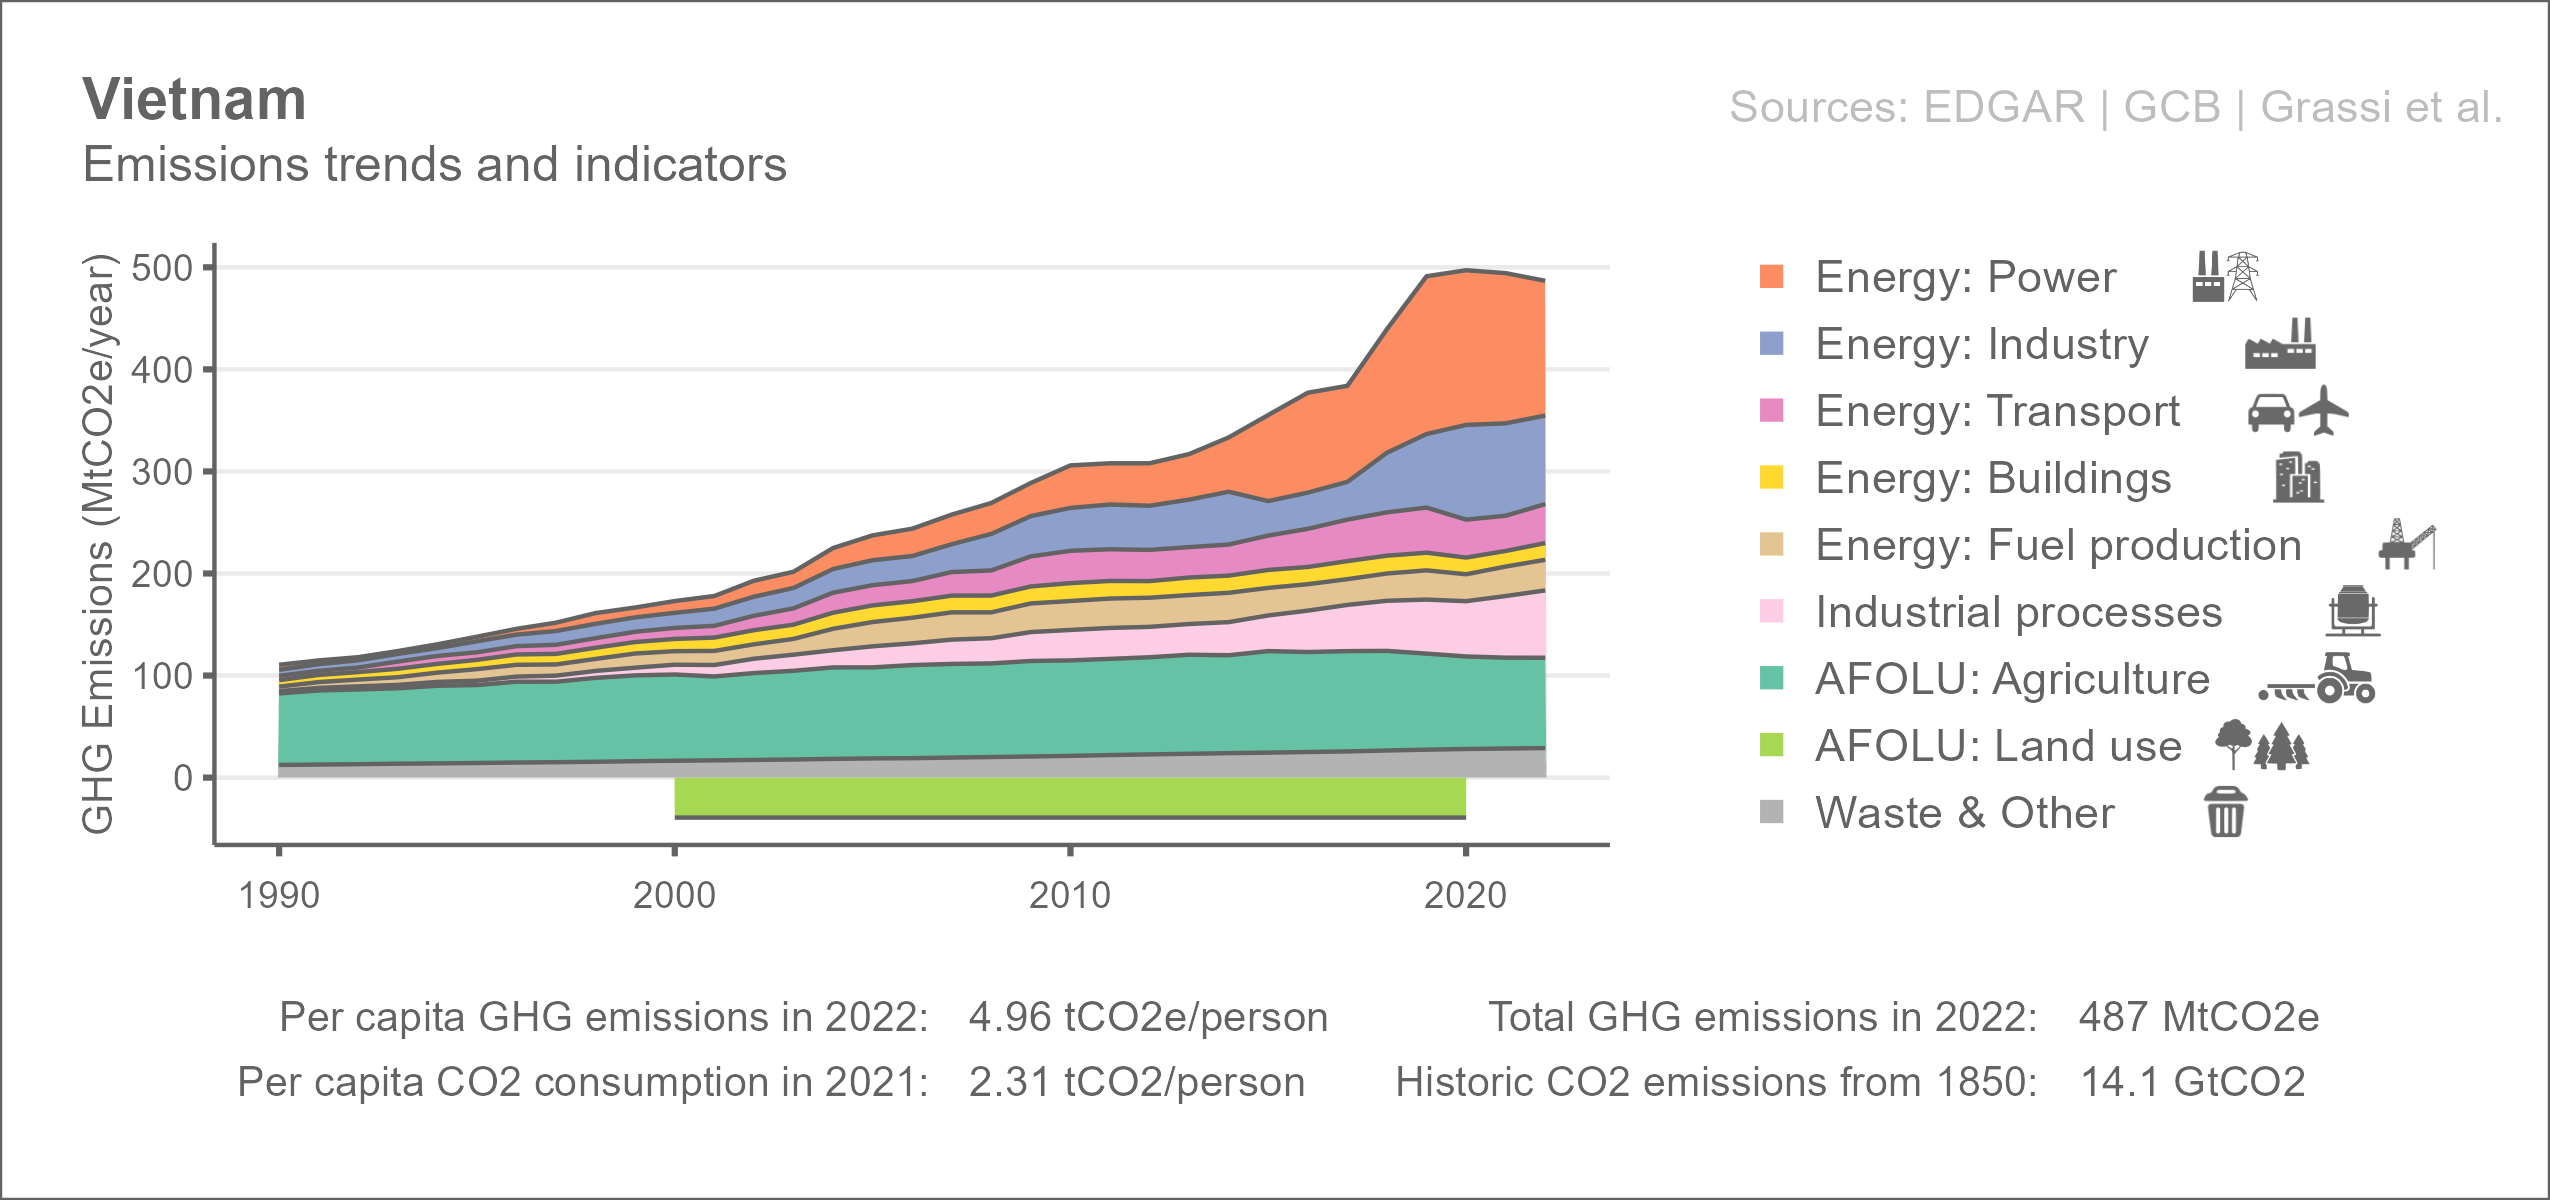 Vietnam
Sources: EDGAR | GCB | Grassi et al.
Emissions trends and indicators
GHG Emissions (MtCO2e/year)
500
400
300
200
100
0
1990
2000
2010
2020
Energy: Power
Energy: Industry
Energy: Transport
Energy: Buildings
Energy: Fuel production
Industrial processes
AFOLU: Agriculture
AFOLU: Land use
Waste & Other
Per capita GHG emissions in 2022: 4.96 tCO2e/person
Total GHG emissions in 2022: 487 MtCO2e
Per capita CO2 consumption in 2021: 2.31 tCO2/person
Historic CO2 emissions from 1850: 14.1 GtCO2